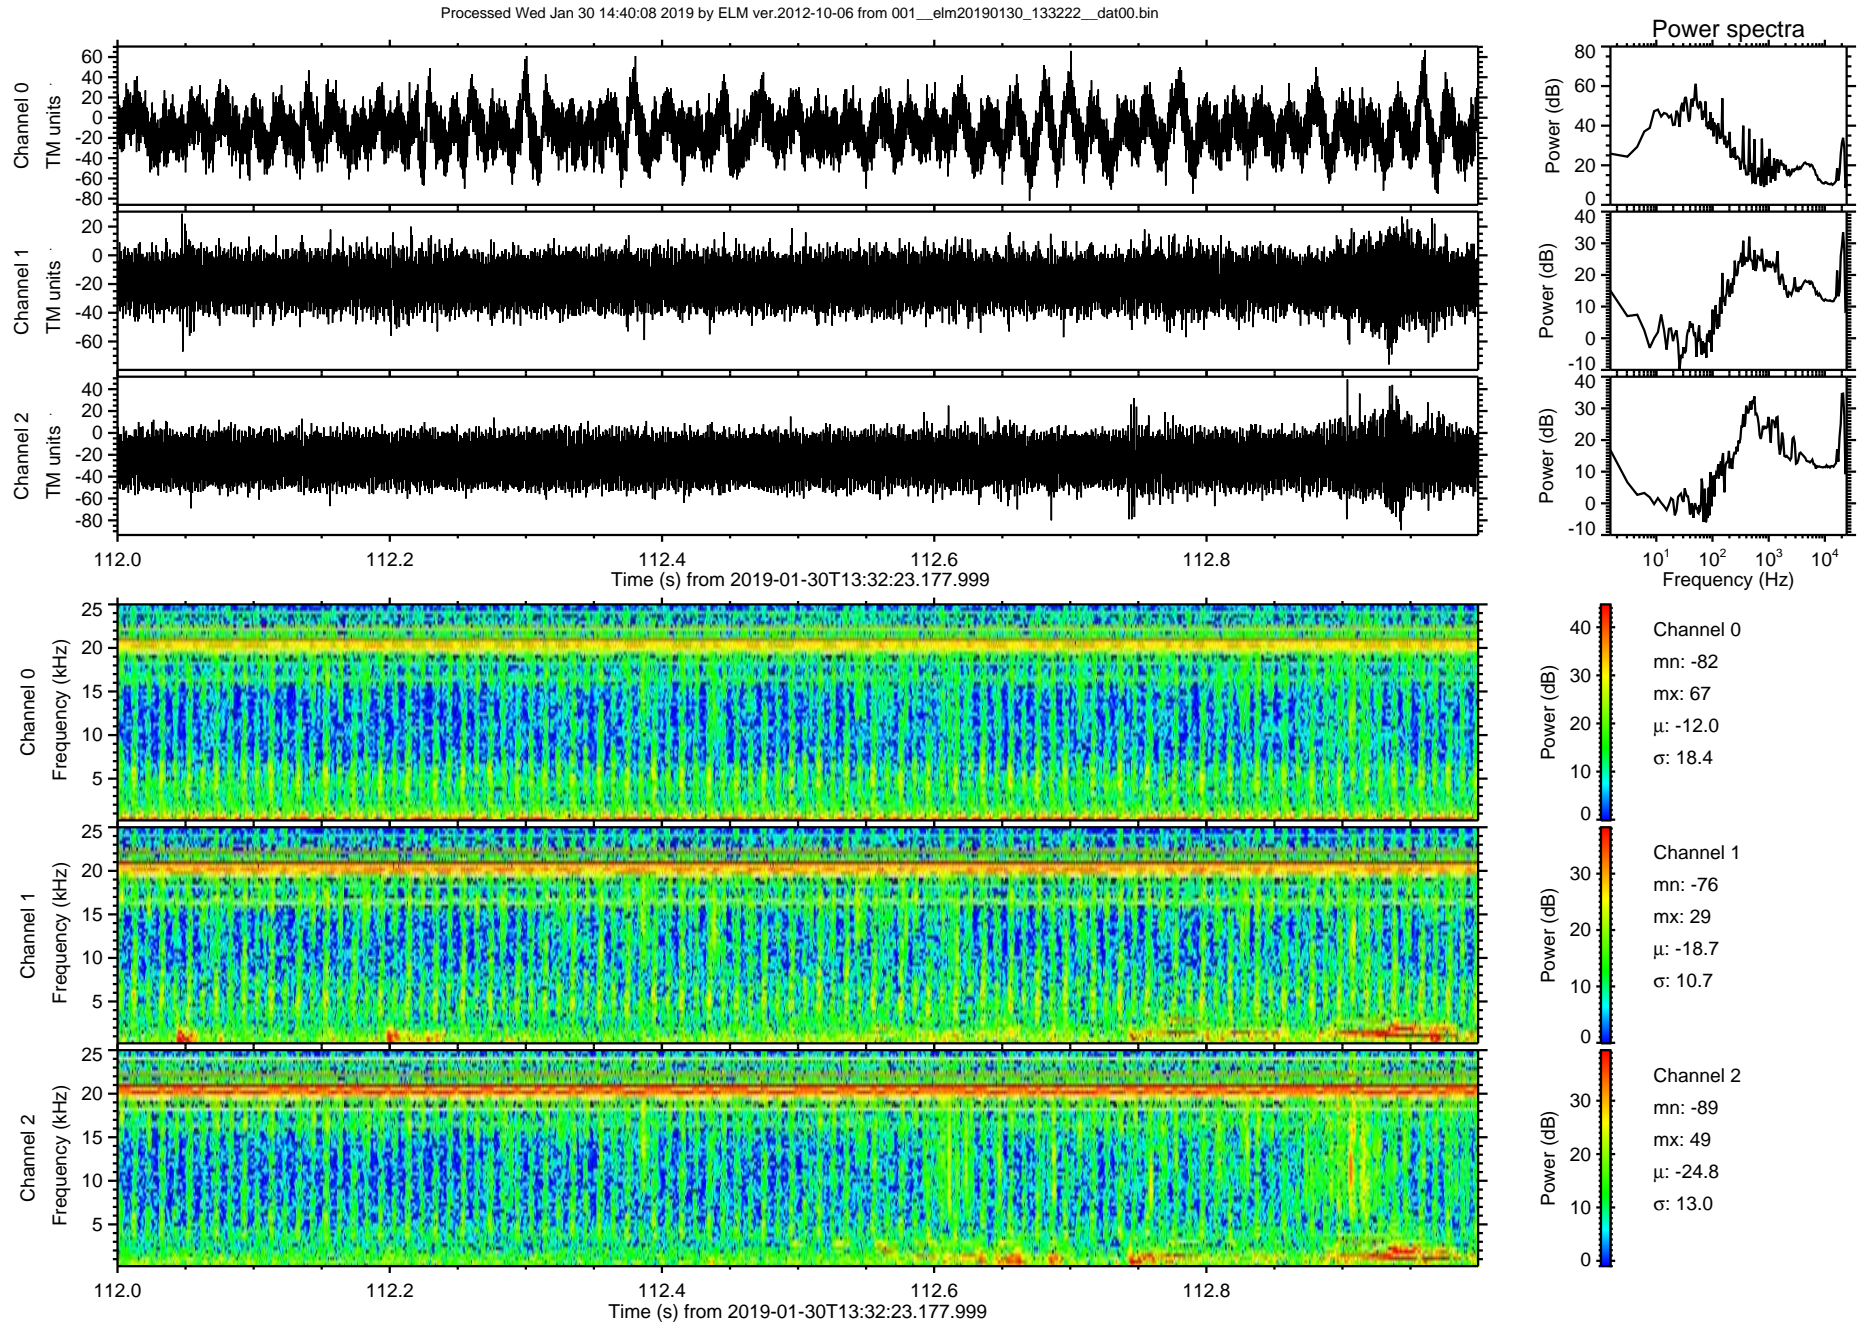 Processed Wed Jan 30 14:40:08 2019 by ELM ver.2012-10-06 from 001__elm20190130_133222__dat00.bin
Power spectra
Channel 0
TM units
60
40
20
0
-20
-40
-60
-80
Power (dB)
80
60
40
20
0
Channel 1
TM units
20
0
-20
-40
-60
Power (dB)
40
30
20
10
0
-10
Channel 2
TM units
40
20
0
-20
-40
-60
-80
Power (dB)
40
30
20
10
0
-10
112.0 112.2 112.4 112.6 112.8
Time (s) from 2019-01-30T13:32:23.177.999
10^1 10^2 10^3 10^4
Frequency (Hz)
Channel 0
Frequency (kHz)
25
20
15
10
5
Power (dB)
40
30
20
10
0
Channel 0
mn: -82
mx: 67
μ: -12.0
σ: 18.4
Channel 1
Frequency (kHz)
25
20
15
10
5
Power (dB)
30
20
10
0
Channel 1
mn: -76
mx: 29
μ: -18.7
σ: 10.7
Channel 2
Frequency (kHz)
25
20
15
10
5
Power (dB)
30
20
10
0
Channel 2
mn: -89
mx: 49
μ: -24.8
σ: 13.0
112.0 112.2 112.4 112.6 112.8
Time (s) from 2019-01-30T13:32:23.177.999